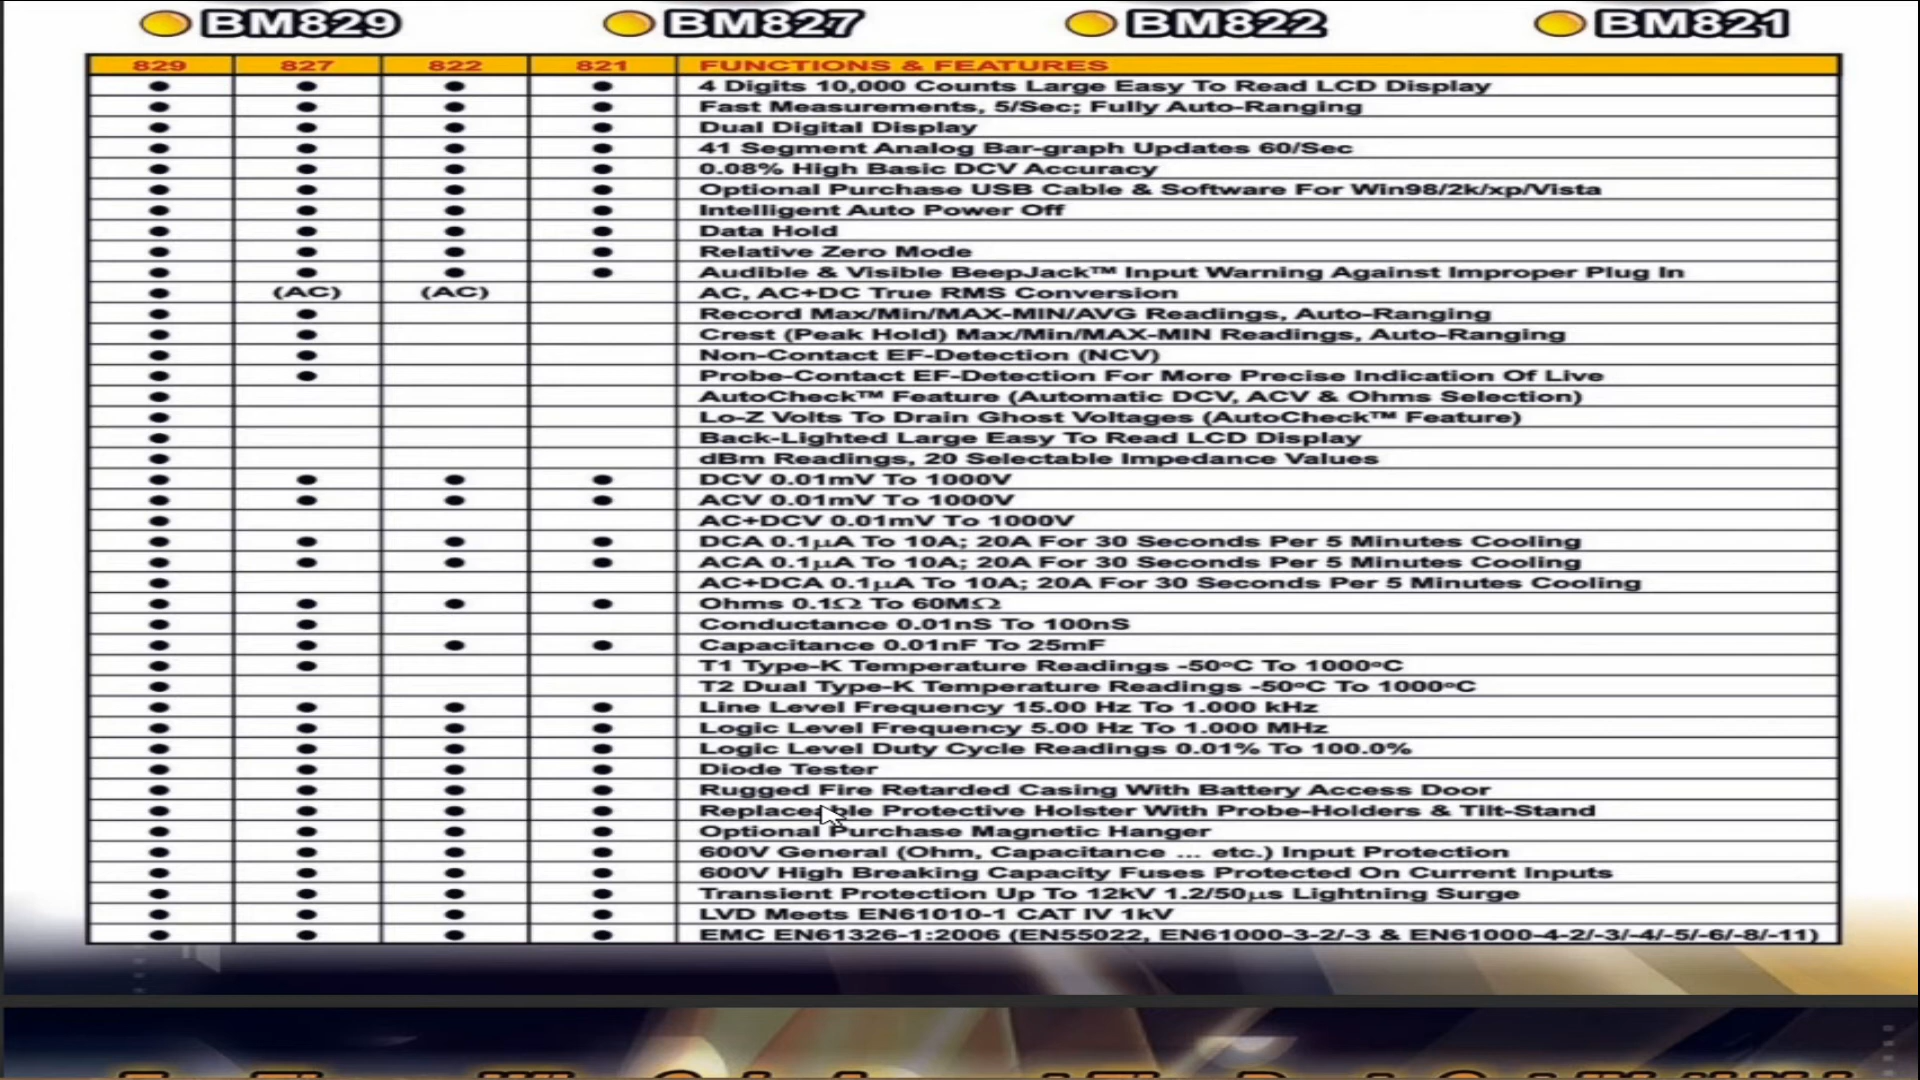 BM829 BM827 BM822 BM821
829 827 822 821 FUNCTIONS & FEATURES
● ● ● ● 4 Digits 10,000 Counts Large Easy To Read LCD Display
● ● ● ● Fast Measurements, 5/Sec; Fully Auto-Ranging
● ● ● ● Dual Digital Display
● ● ● ● 41 Segment Analog Bar-graph Updates 60/Sec
● ● ● ● 0.08% High Basic DCV Accuracy
● ● ● ● Optional Purchase USB Cable & Software For Win98/2k/xp/Vista
● ● ● ● Intelligent Auto Power Off
● ● ● ● Data Hold
● ● ● ● Relative Zero Mode
● ● ● ● Audible & Visible BeepJack™ Input Warning Against Improper Plug In
● (AC) (AC) AC, AC+DC True RMS Conversion
● ● Record Max/Min/MAX-MIN/AVG Readings, Auto-Ranging
● ● Crest (Peak Hold) Max/Min/MAX-MIN Readings, Auto-Ranging
● ● Non-Contact EF-Detection (NCV)
● ● Probe-Contact EF-Detection For More Precise Indication Of Live
● AutoCheck™ Feature (Automatic DCV, ACV & Ohms Selection)
● Lo-Z Volts To Drain Ghost Voltages (AutoCheck™ Feature)
● Back-Lighted Large Easy To Read LCD Display
● dBm Readings, 20 Selectable Impedance Values
● ● ● ● DCV 0.01mV To 1000V
● ● ● ● ACV 0.01mV To 1000V
● AC+DCV 0.01mV To 1000V
● ● ● ● DCA 0.1µA To 10A; 20A For 30 Seconds Per 5 Minutes Cooling
● ● ● ● ACA 0.1µA To 10A; 20A For 30 Seconds Per 5 Minutes Cooling
● AC+DCA 0.1µA To 10A; 20A For 30 Seconds Per 5 Minutes Cooling
● ● ● ● Ohms 0.1Ω To 60MΩ
● ● Conductance 0.01nS To 100nS
● ● ● ● Capacitance 0.01nF To 25mF
● ● T1 Type-K Temperature Readings -50°C To 1000°C
● T2 Dual Type-K Temperature Readings -50°C To 1000°C
● ● ● ● Line Level Frequency 15.00 Hz To 1.000 kHz
● ● ● ● Logic Level Frequency 5.00 Hz To 1.000 MHz
● ● ● ● Logic Level Duty Cycle Readings 0.01% To 100.0%
● ● ● ● Diode Tester
● ● ● ● Rugged Fire Retarded Casing With Battery Access Door
● ● ● ● Replaceable Protective Holster With Probe-Holders & Tilt-Stand
● ● ● ● Optional Purchase Magnetic Hanger
● ● ● ● 600V General (Ohm, Capacitance ... etc.) Input Protection
● ● ● ● 600V High Breaking Capacity Fuses Protected On Current Inputs
● ● ● ● Transient Protection Up To 12kV 1.2/50µs Lightning Surge
● ● ● ● LVD Meets EN61010-1 CAT IV 1kV
● ● ● ● EMC EN61326-1:2006 (EN55022, EN61000-3-2/-3 & EN61000-4-2/-3/-4/-5/-6/-8/-11)